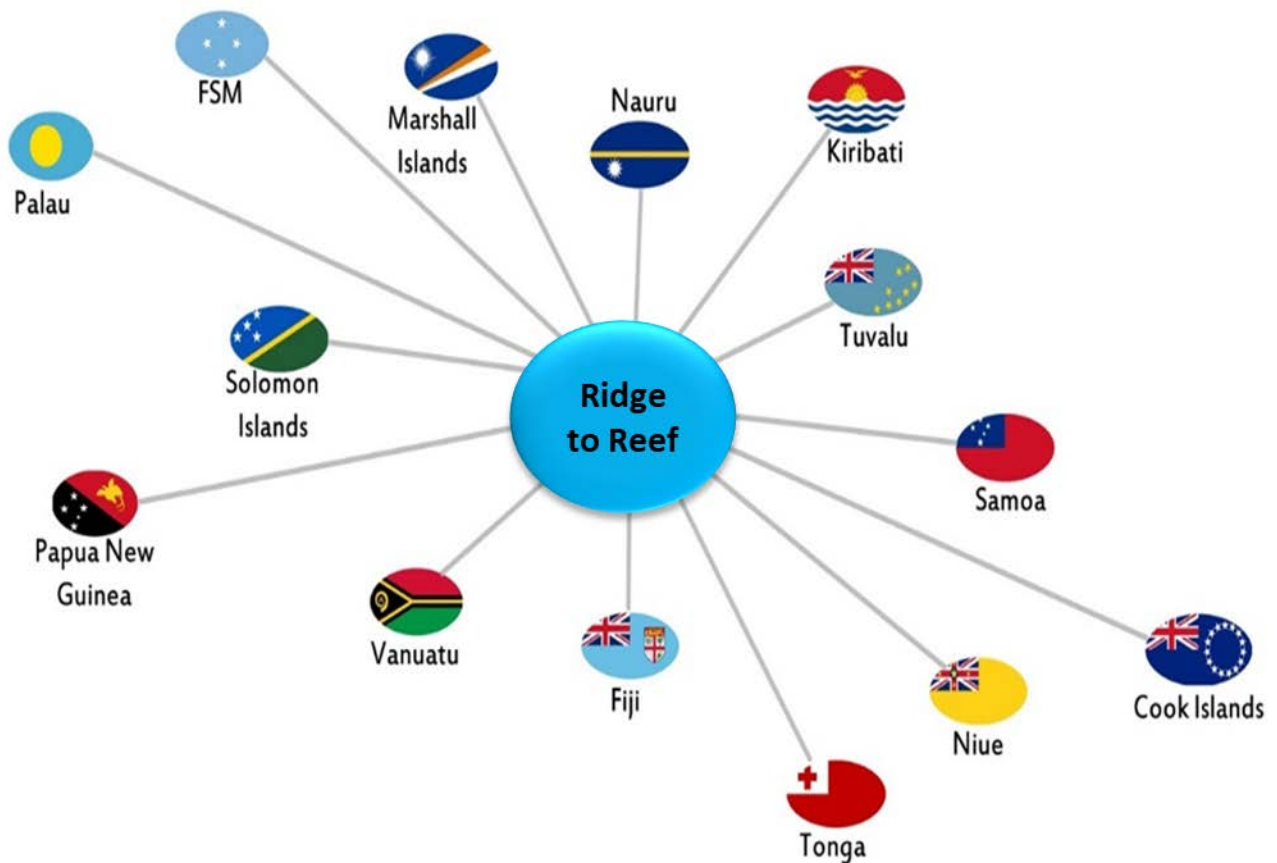 FSM
Marshall
Islands
Nauru
Kiribati
Palau
Tuvalu
Solomon
Islands
Ridge
to Reef
Samoa
Papua New
Guinea
Vanuatu
Fiji
Niue
Cook Islands
Tonga